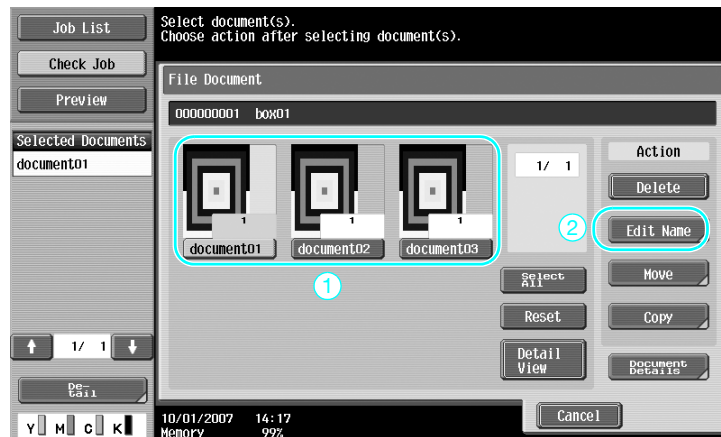 Job List
Check Job
Preview
Selected Documents
document01
1/ 1
De-
tail
Y M C K
Select document(s).
Choose action after selecting document(s).
File Document
000000001 box01
1
document01
1
document02
1
document03
1
1/ 1
Select
All
Reset
Detail
View
Action
Delete
2
Edit Name
Move
Copy
Document
Details
10/01/2007 14:17
Memory 99%
Cancel